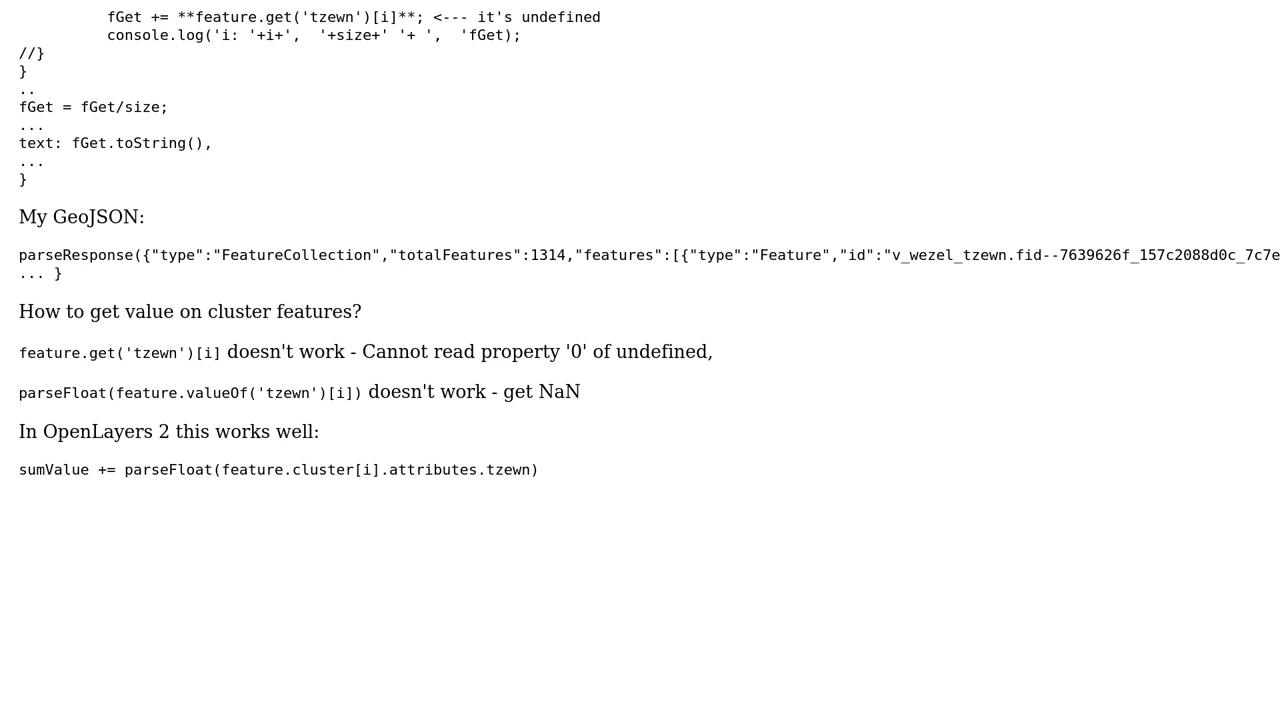 fGet += **feature.get('tzewn')[i]**; <--- it's undefined
console.log('i: '+i+',  '+size+' '+ ',  'fGet);
//}
}
..
fGet = fGet/size;
...
text: fGet.toString(),
...
}
My GeoJSON:
parseResponse({"type":"FeatureCollection","totalFeatures":1314,"features":[{"type":"Feature","id":"v_wezel_tzewn.fid--7639626f_157c2088d0c_7c7e
... }
How to get value on cluster features?
feature.get('tzewn')[i] doesn't work - Cannot read property '0' of undefined,
parseFloat(feature.valueOf('tzewn')[i]) doesn't work - get NaN
In OpenLayers 2 this works well:
sumValue += parseFloat(feature.cluster[i].attributes.tzewn)